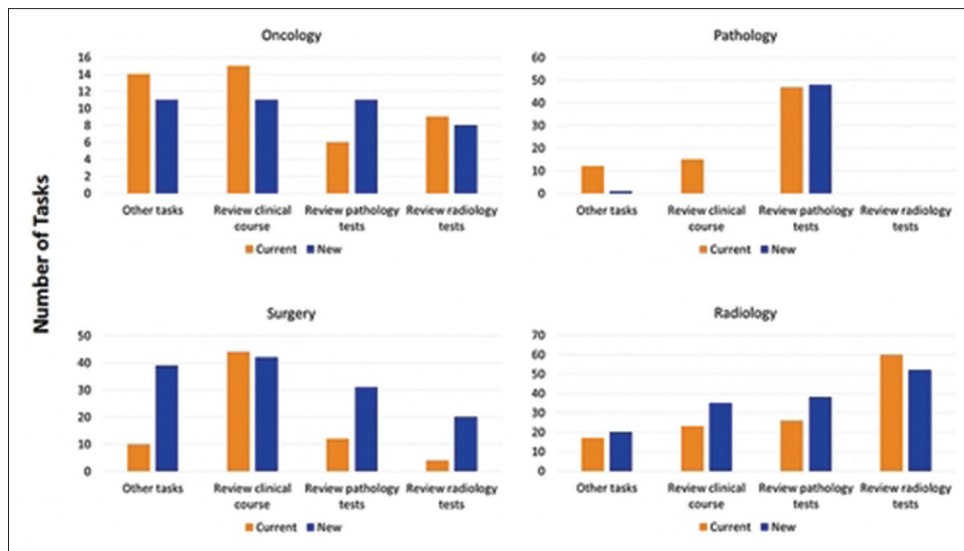 Number of Tasks
Oncology
16
14
12
10
8
6
4
2
0
Other tasks
Review clinical course
Review pathology tests
Review radiology tests
Current New
Pathology
60
50
40
30
20
10
0
Other tasks
Review clinical course
Review pathology tests
Review radiology tests
Current New
Surgery
50
40
30
20
10
0
Other tasks
Review clinical course
Review pathology tests
Review radiology tests
Current New
Radiology
70
60
50
40
30
20
10
0
Other tasks
Review clinical course
Review pathology tests
Review radiology tests
Current New